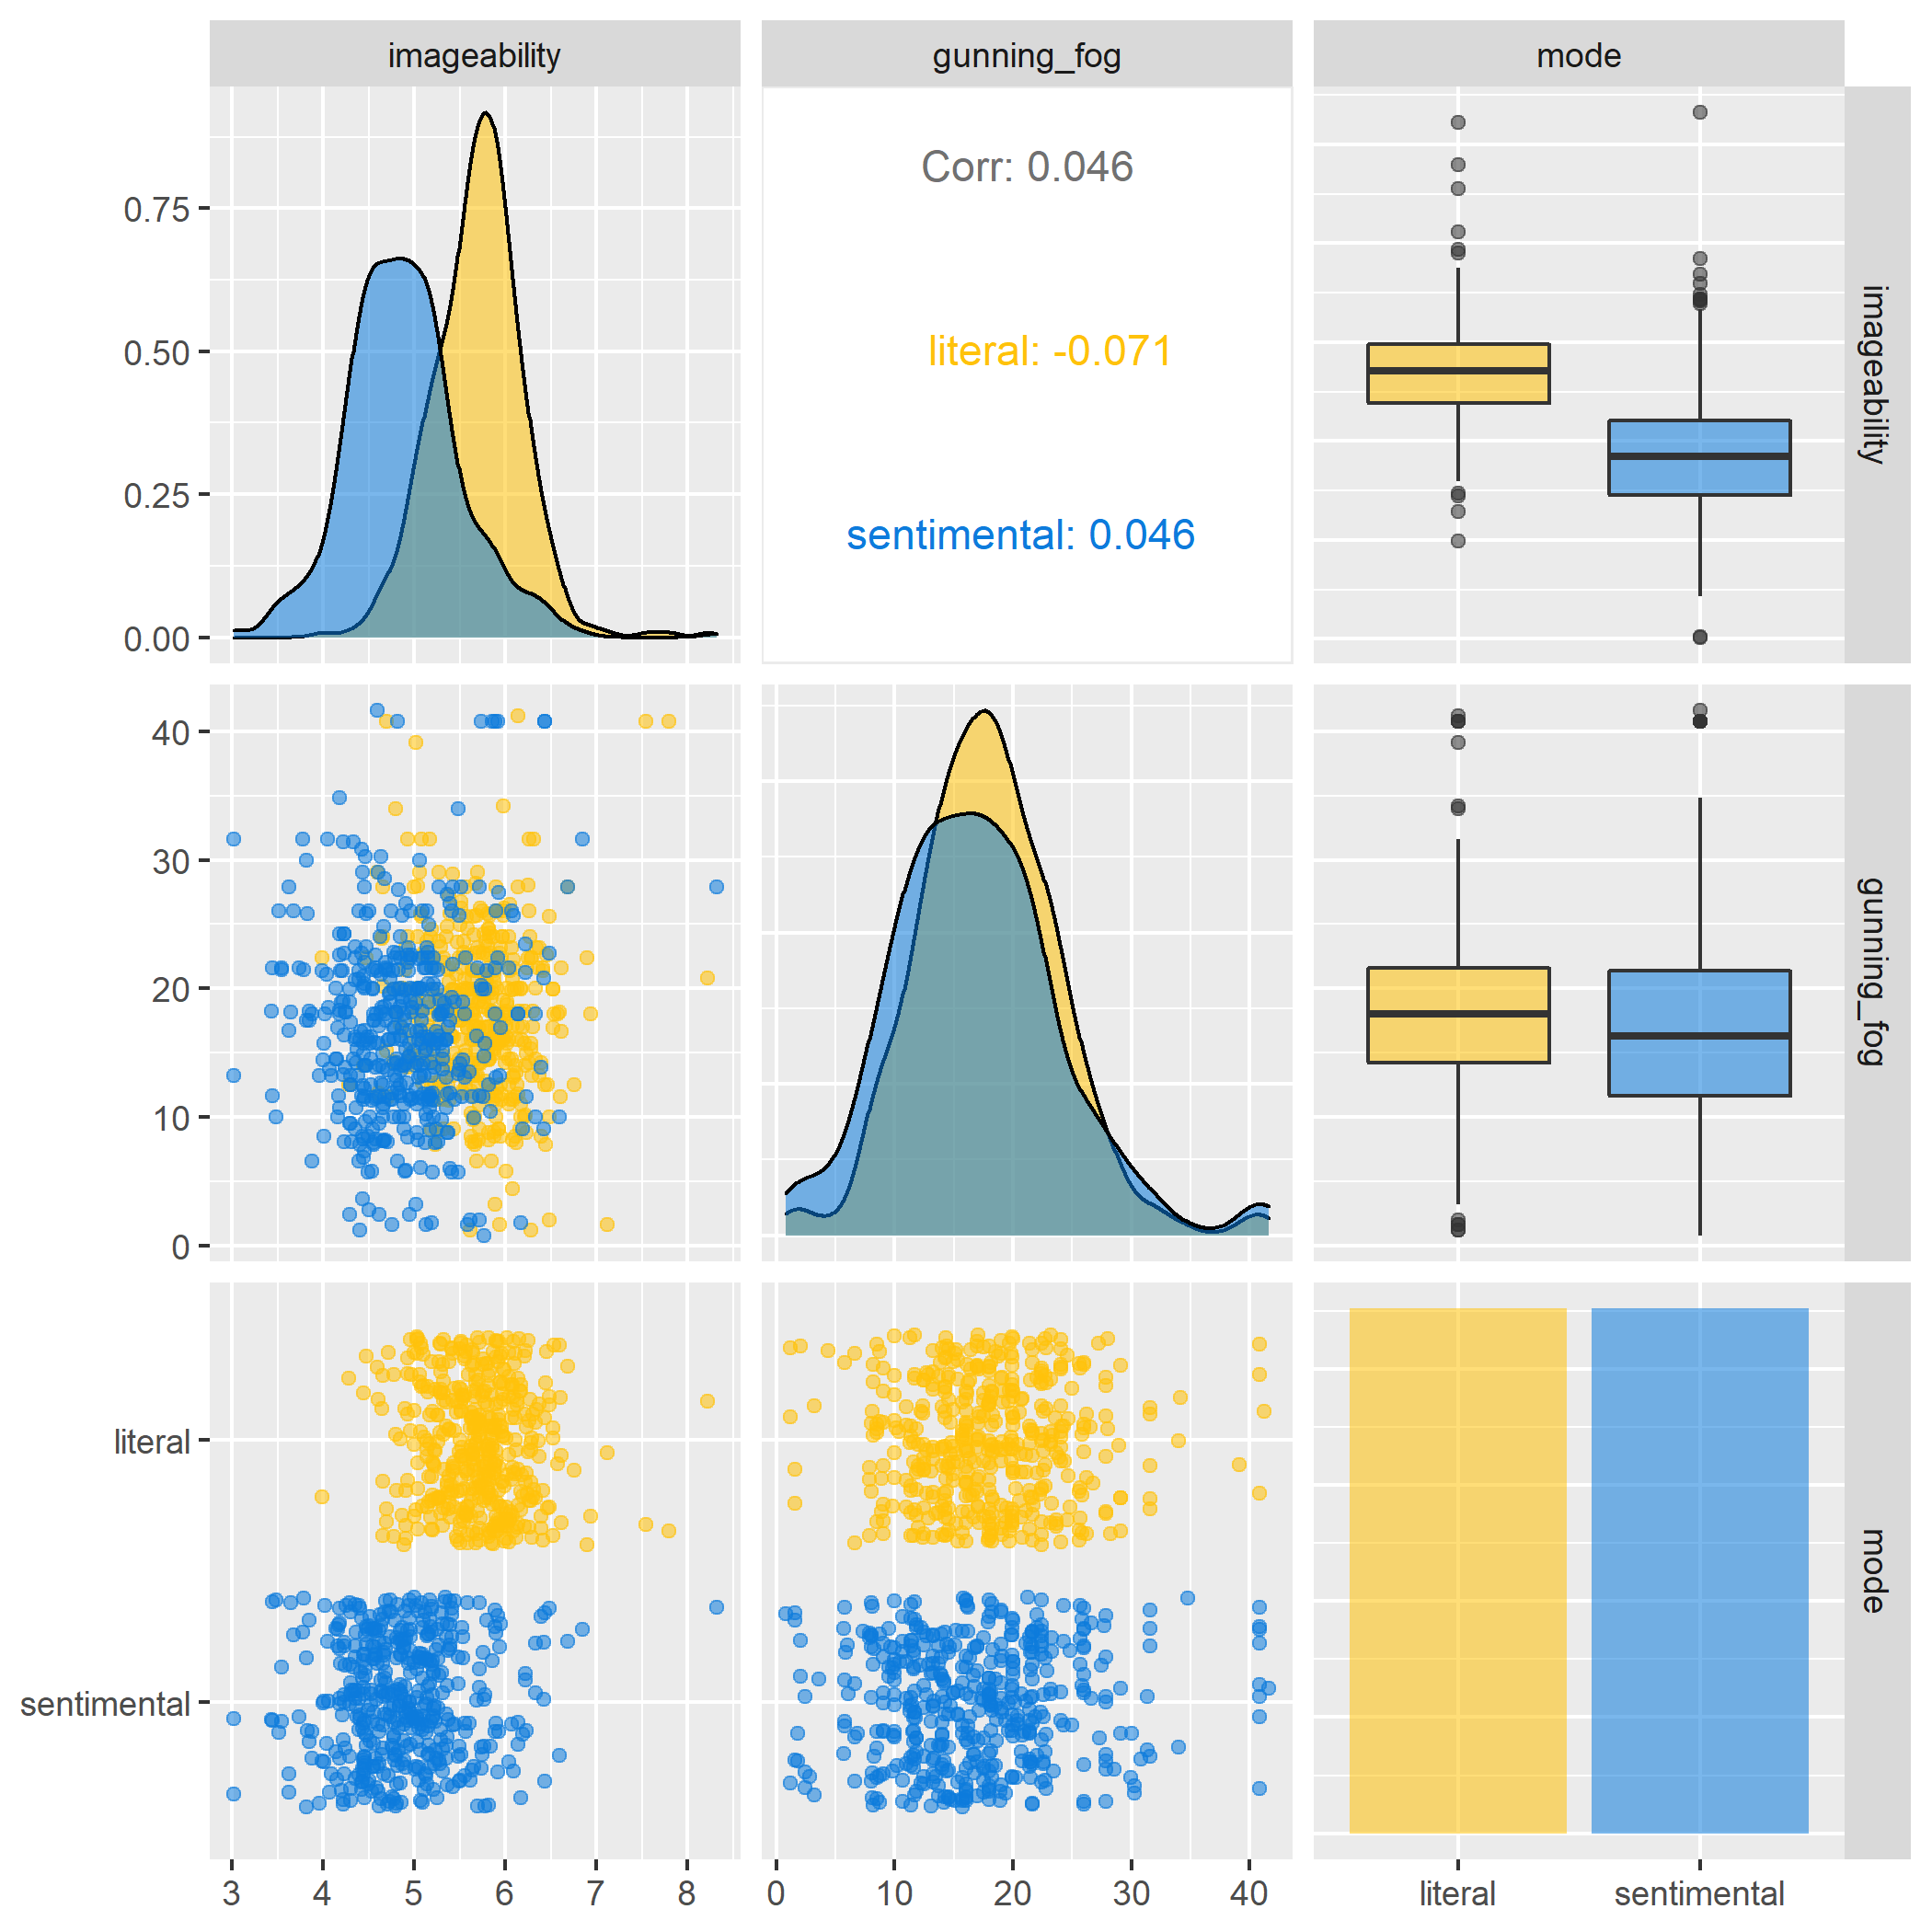 imageability
gunning_fog
mode
0.75
0.50
0.25
0.00
Corr: 0.046
literal: -0.071
sentimental: 0.046
imageability
40
30
20
10
0
gunning_fog
literal
sentimental
mode
3 4 5 6 7 8
0 10 20 30 40
literal sentimental